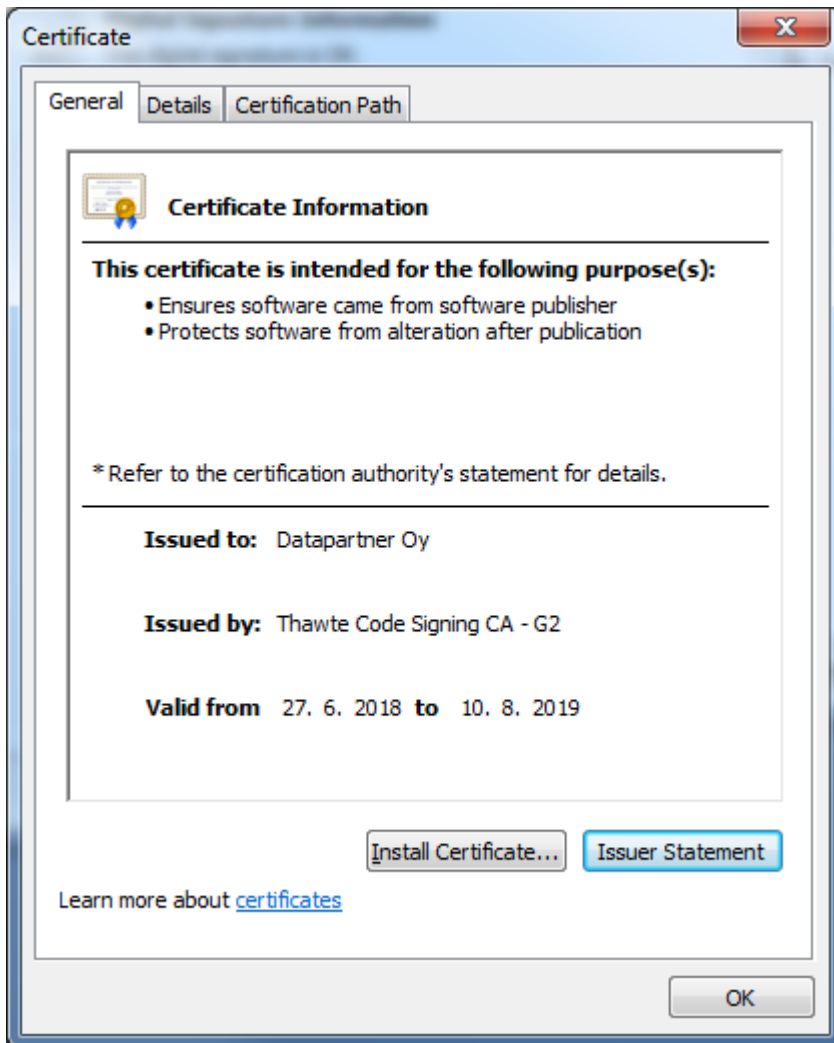 Certificate
General Details Certification Path
Certificate Information
This certificate is intended for the following purpose(s):
• Ensures software came from software publisher
• Protects software from alteration after publication
* Refer to the certification authority's statement for details.
Issued to: Datapartner Oy
Issued by: Thawte Code Signing CA - G2
Valid from 27. 6. 2018 to 10. 8. 2019
Install Certificate... Issuer Statement
Learn more about certificates
OK